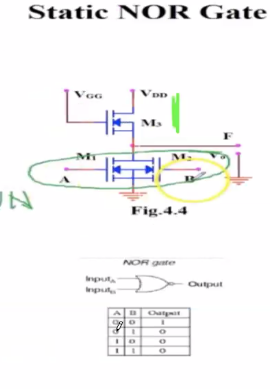 Static NOR Gate
VGG
VDD
M3
F
M1
M2
Vo
A
B
Fig.4.4
NOR gate
InputA
InputB
Output
A B Output
0 0 1
0 1 0
1 0 0
1 1 0